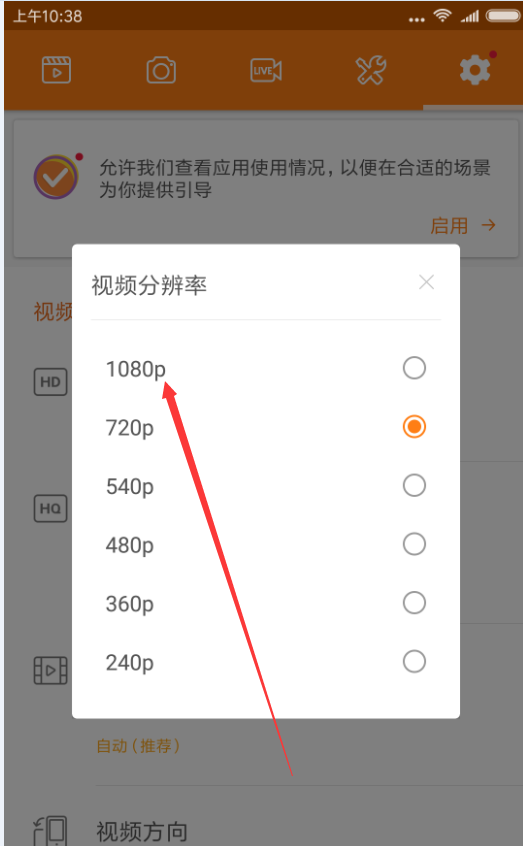 上午10:38
LIVE
允许我们查看应用使用情况，以便在合适的场景
为你提供引导
启用
视频分辨率
视频
1080p
HD
720p
540p
HQ
480p
360p
240p
自动(推荐)
视频方向